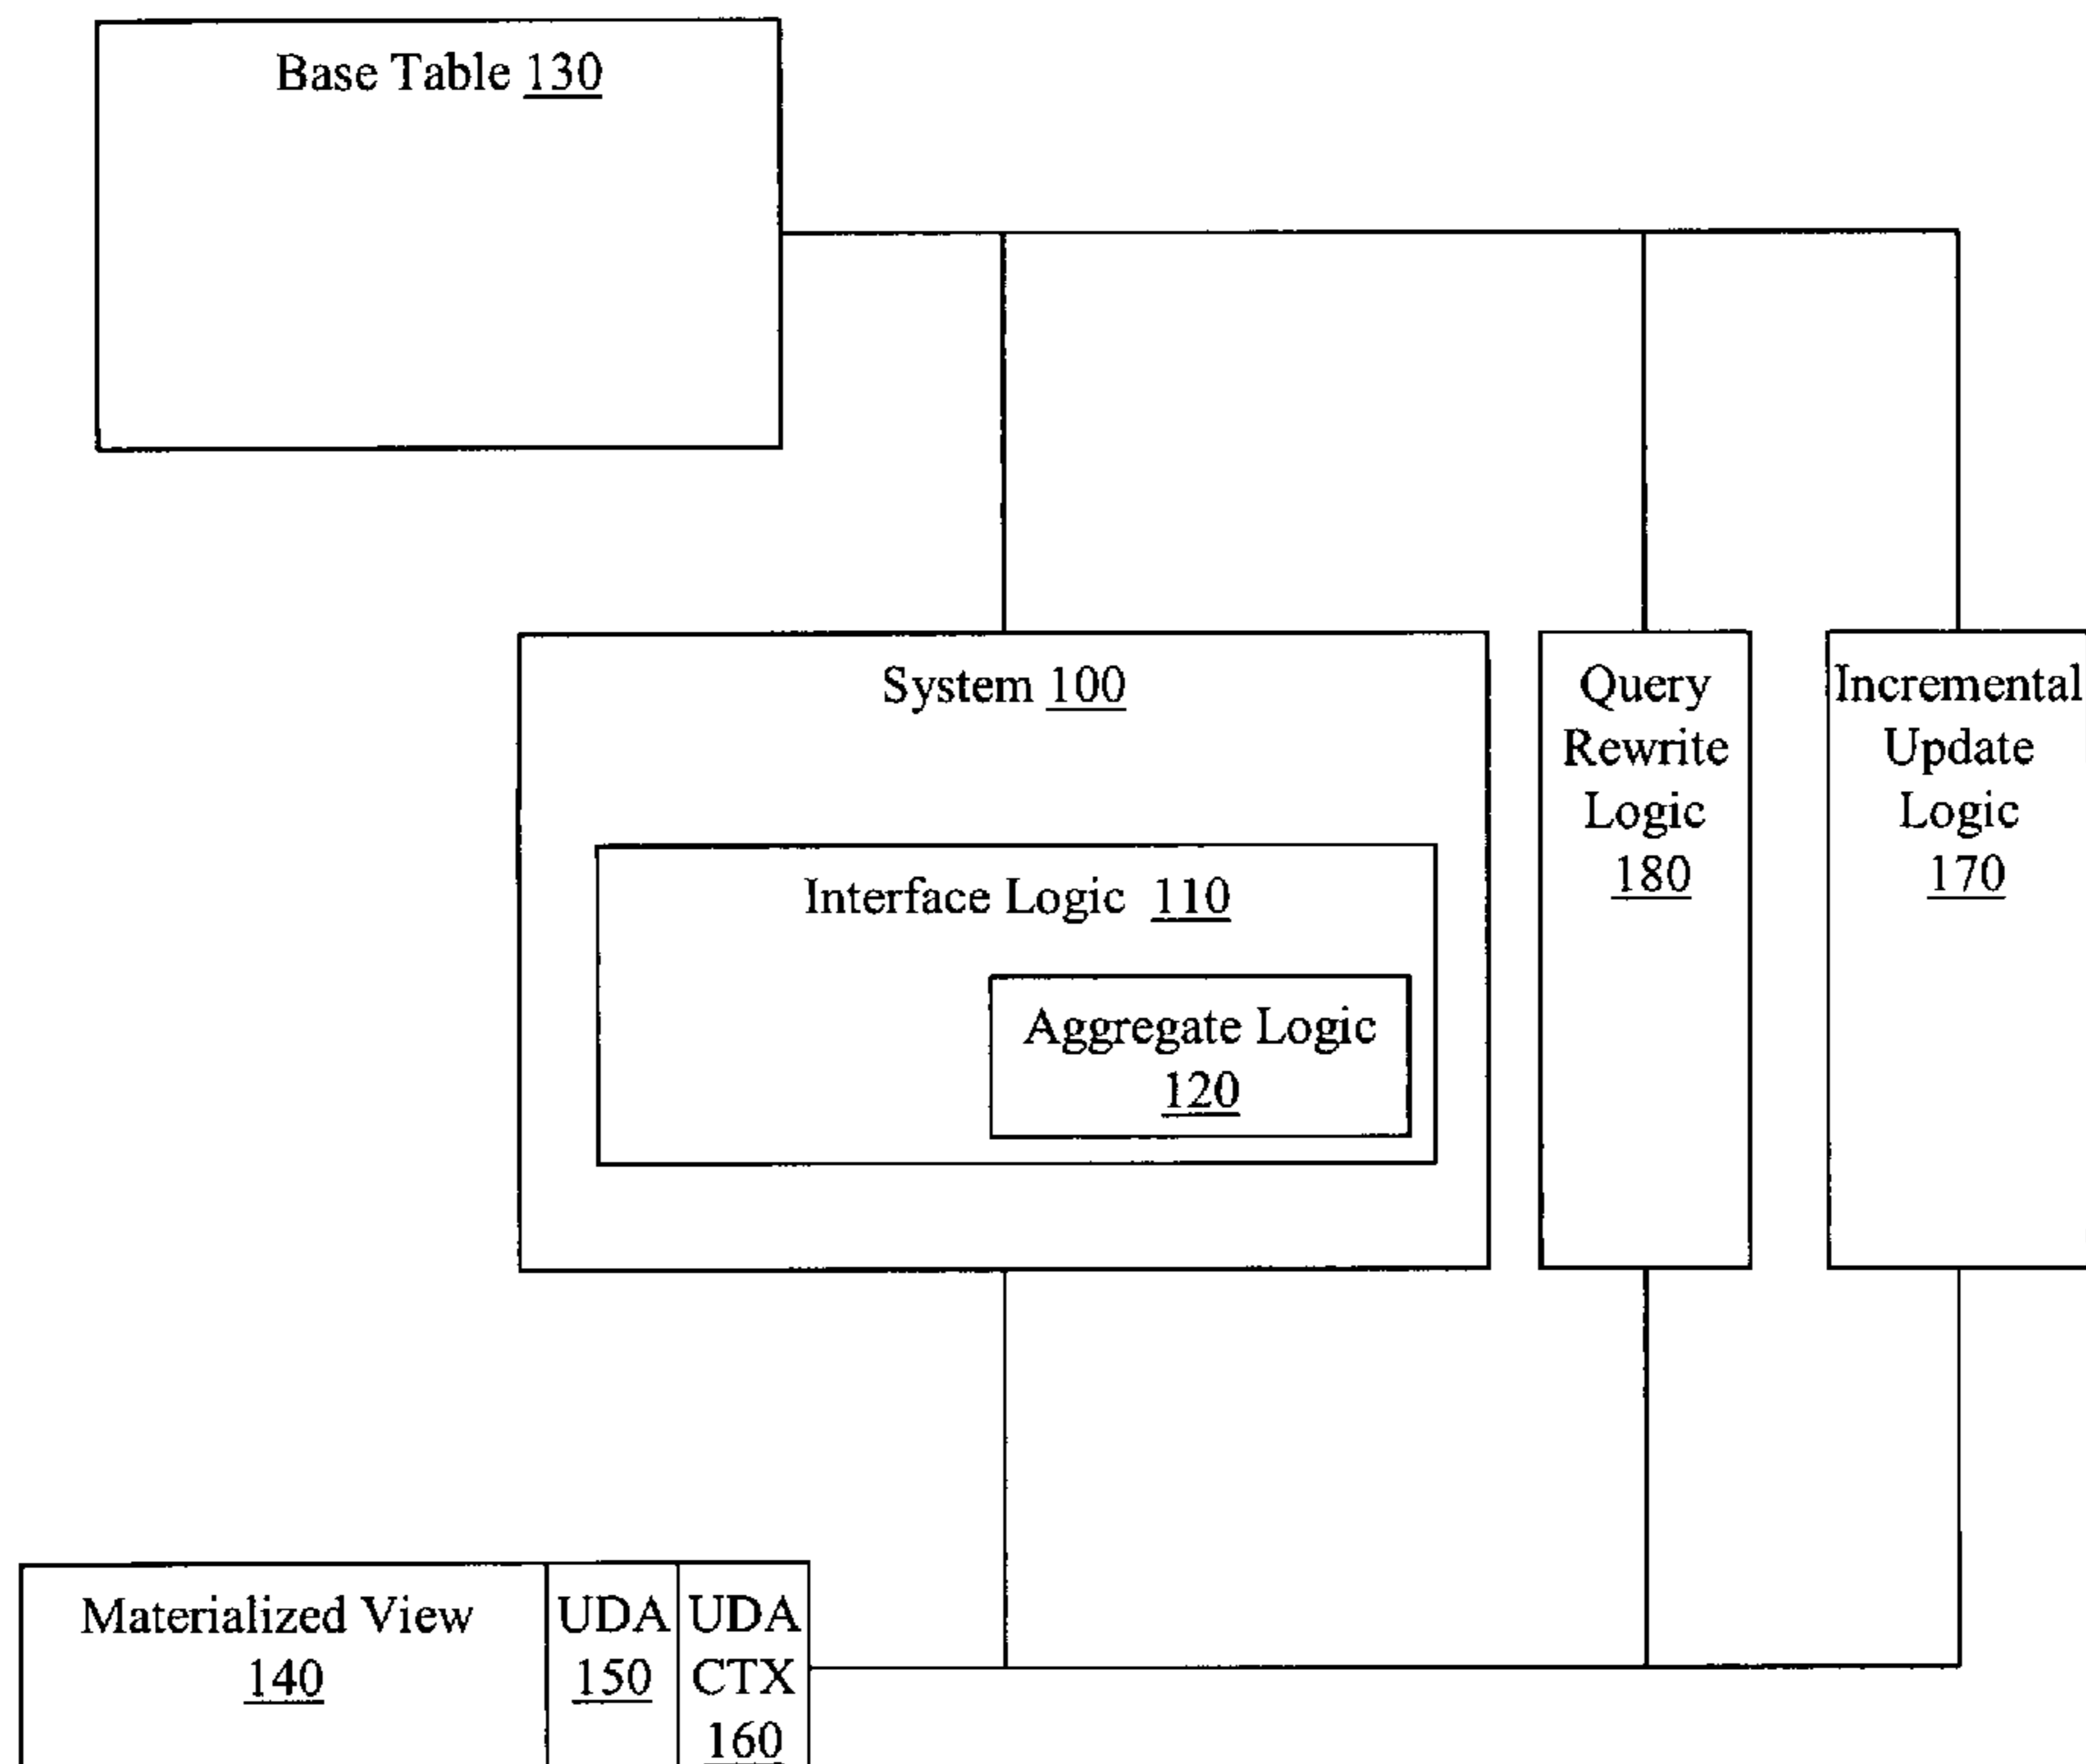 Base Table 130
System 100
Interface Logic 110
Aggregate Logic
120
Query
Rewrite
Logic
180
Incremental
Update
Logic
170
Materialized View
140
UDA
150
UDA
CTX
160